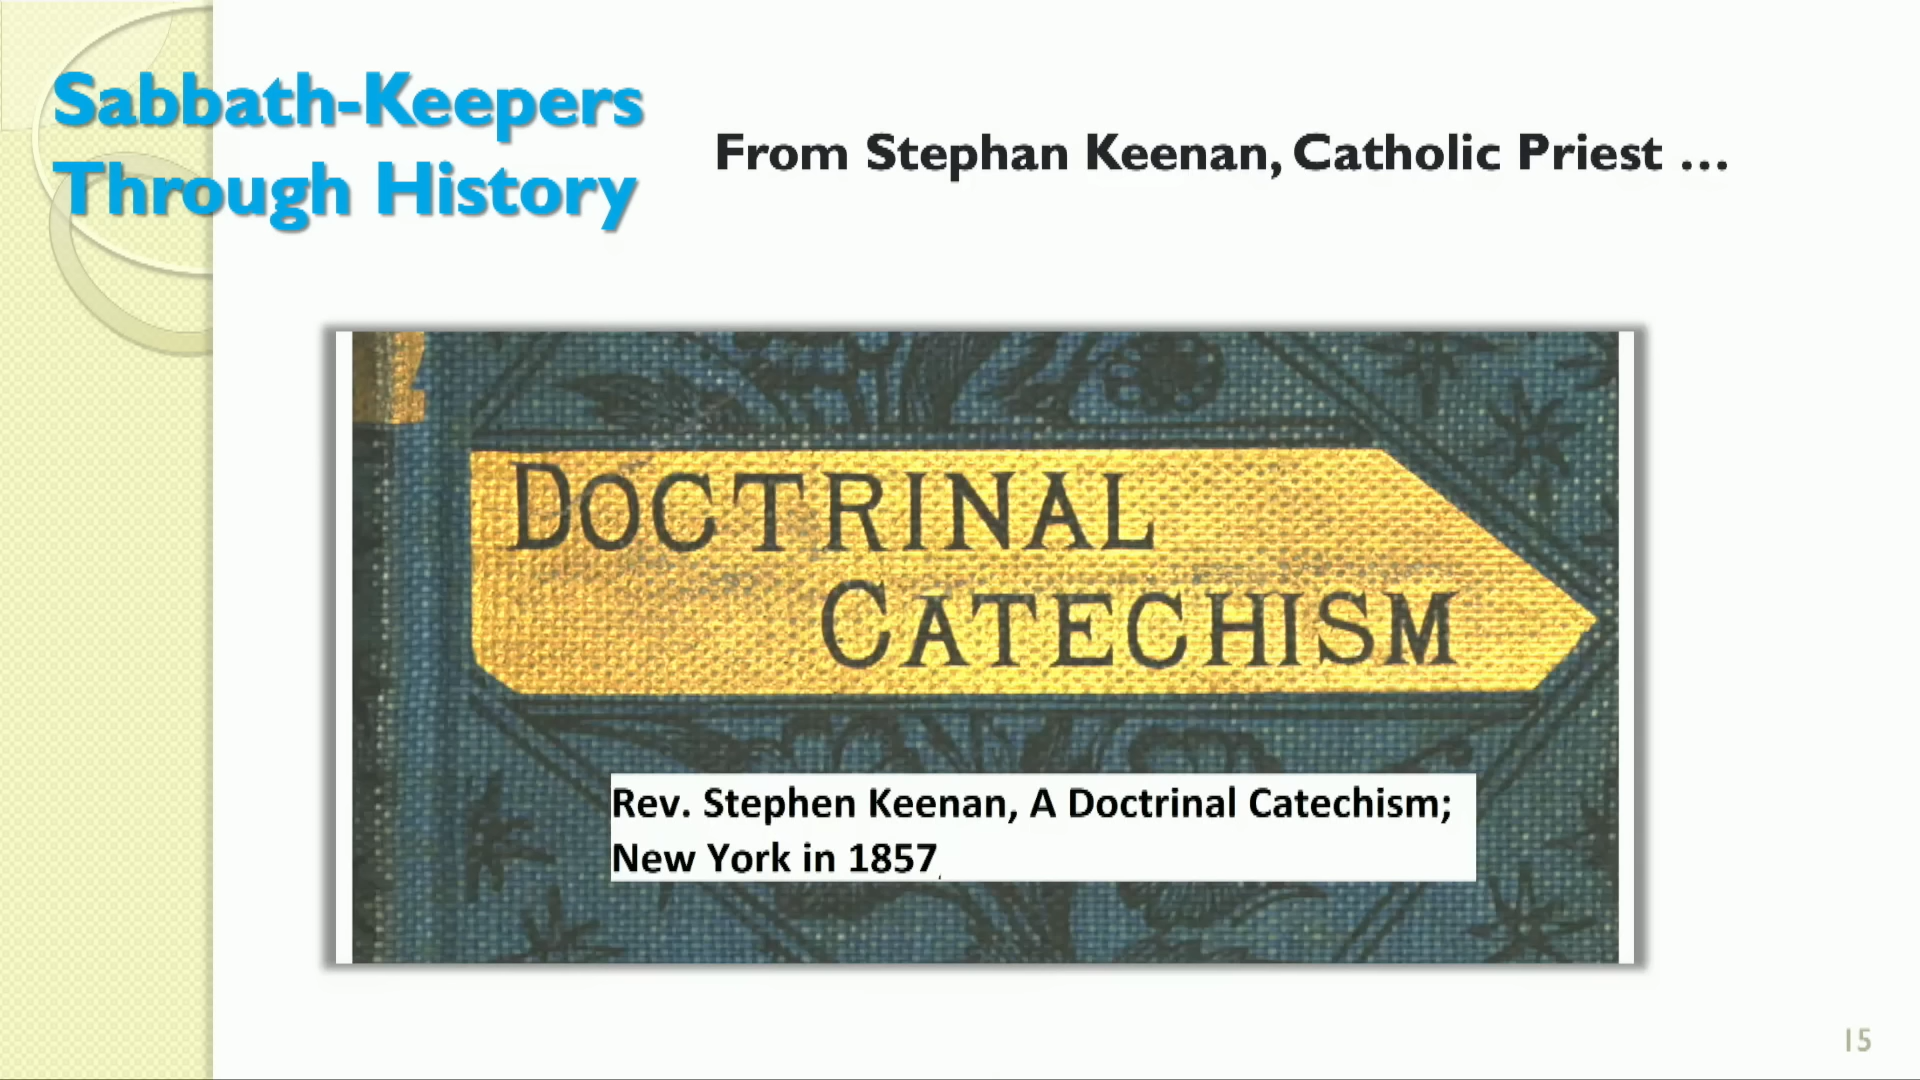 Sabbath-Keepers
Through History
From Stephan Keenan, Catholic Priest ...
DOCTRINAL
CATECHISM
Rev. Stephen Keenan, A Doctrinal Catechism;
New York in 1857
15